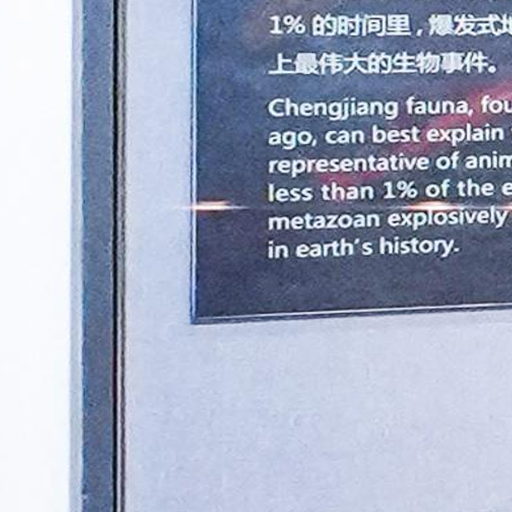 1% 的时间里，爆发式地
上最伟大的生物事件。
Chengjiang fauna, fou
ago, can best explain
representative of anim
less than 1% of the e
metazoan explosively
in earth's history.